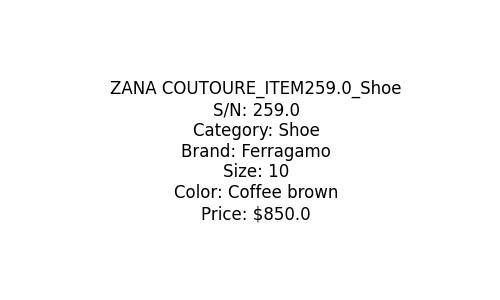 ZANA COUTOURE_ITEM259.0_Shoe
S/N: 259.0
Category: Shoe
Brand: Ferragamo
Size: 10
Color: Coffee brown
Price: $850.0